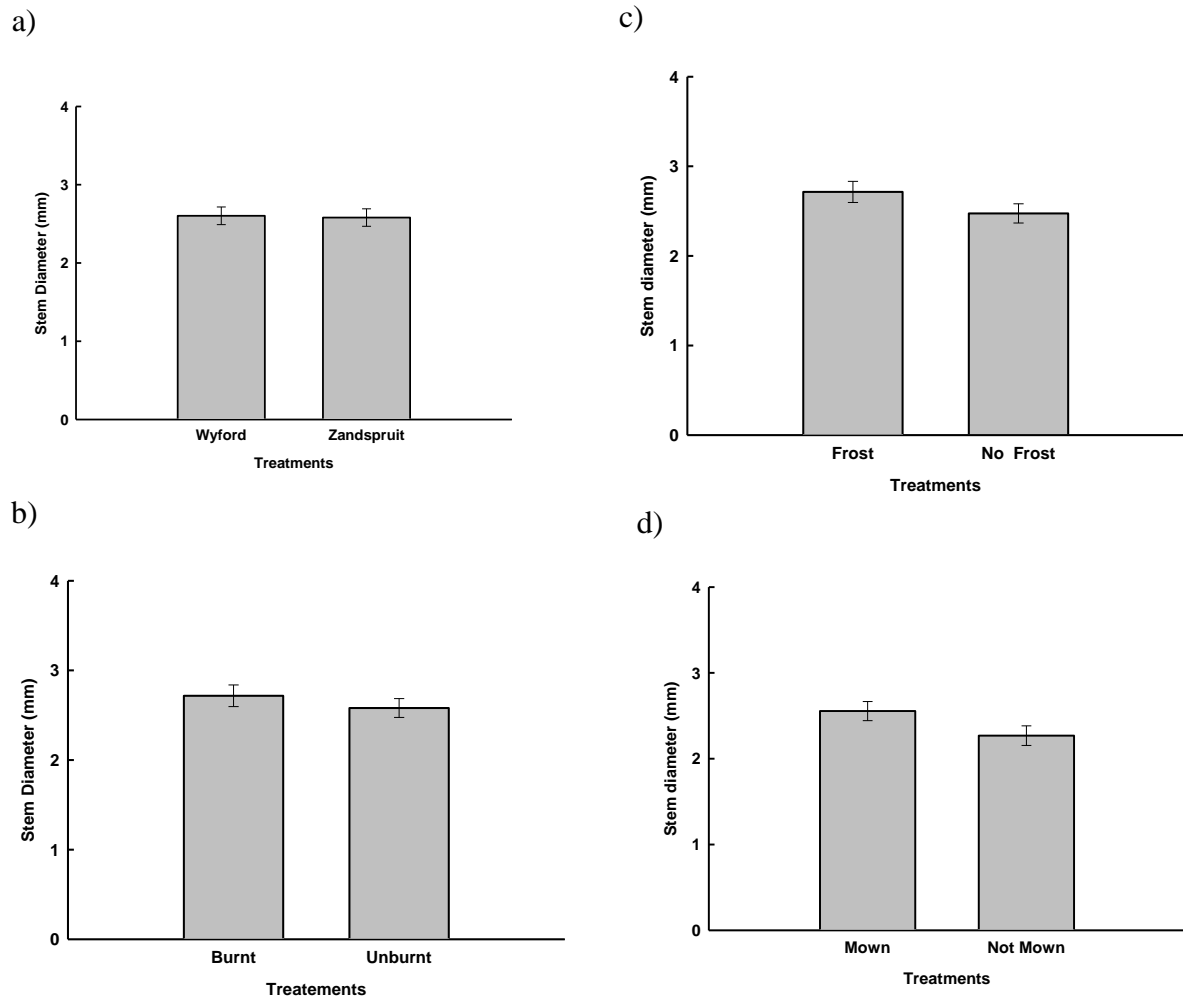 a)
4
3
2
1
0
Stem Diameter (mm)
Wyford Zandspruit
Treatments
b)
4
3
2
1
0
Stem Diameter (mm)
Burnt Unburnt
Treatements
c)
4
3
2
1
0
Stem diameter (mm)
Frost No Frost
Treatments
d)
4
3
2
1
0
Stem diameter (mm)
Mown Not Mown
Treatments